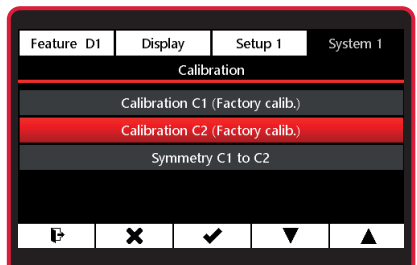 Feature D1 Display Setup 1 System 1
Calibration
Calibration C1 (Factory calib.)
Calibration C2 (Factory calib.)
Symmetry C1 to C2